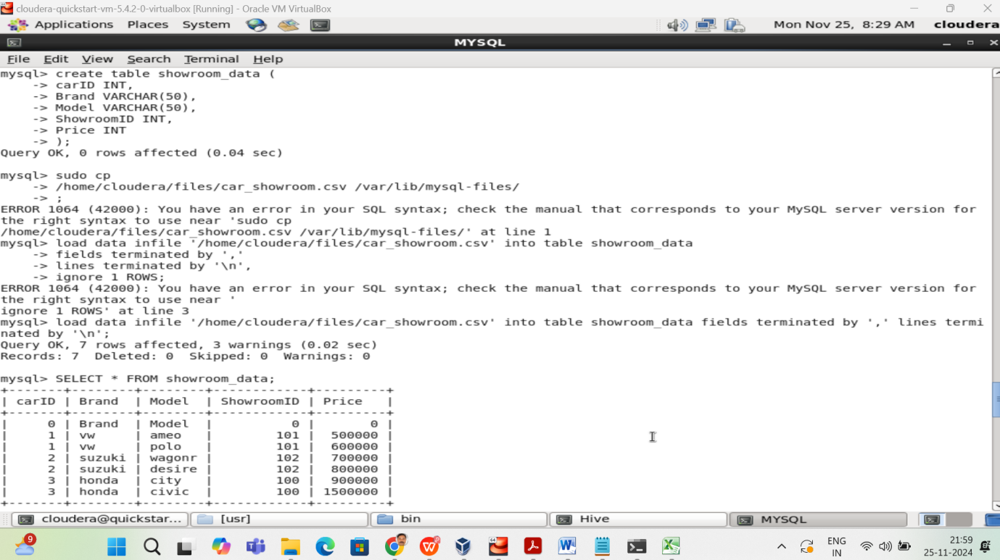 cloudera-quickstart-vm-5.4.2-0-virtualbox [Running] - Oracle VM VirtualBox
Applications Places System Mon Nov 25, 8:29 AM cloudera
MYSQL
File Edit View Search Terminal Help
mysql> create table showroom_data (
    -> carID INT,
    -> Brand VARCHAR(50),
    -> Model VARCHAR(50),
    -> ShowroomID INT,
    -> Price INT
    -> );
Query OK, 0 rows affected (0.04 sec)
mysql> sudo cp
    -> /home/cloudera/files/car_showroom.csv /var/lib/mysql-files/
    -> ;
ERROR 1064 (42000): You have an error in your SQL syntax; check the manual that corresponds to your MySQL server version for
the right syntax to use near 'sudo cp
/home/cloudera/files/car_showroom.csv /var/lib/mysql-files/' at line 1
mysql> load data infile '/home/cloudera/files/car_showroom.csv' into table showroom_data
    -> fields terminated by ','
    -> lines terminated by '\n',
    -> ignore 1 ROWS;
ERROR 1064 (42000): You have an error in your SQL syntax; check the manual that corresponds to your MySQL server version for
the right syntax to use near '
ignore 1 ROWS' at line 3
mysql> load data infile '/home/cloudera/files/car_showroom.csv' into table showroom_data fields terminated by ',' lines termi
nated by '\n';
Query OK, 7 rows affected, 3 warnings (0.02 sec)
Records: 7  Deleted: 0  Skipped: 0  Warnings: 0
mysql> SELECT * FROM showroom_data;
+-------+--------+--------+------------+---------+
| carID | Brand  | Model  | ShowroomID | Price   |
+-------+--------+--------+------------+---------+
|     0 | Brand  | Model  |          0 |       0 |
|     1 | vw     | ameo   |        101 |  500000 |
|     1 | vw     | polo   |        101 |  600000 |
|     2 | suzuki | wagonr |        102 |  700000 |
|     2 | suzuki | desire |        102 |  800000 |
|     3 | honda  | city   |        100 |  900000 |
|     3 | honda  | civic  |        100 | 1500000 |
+-------+--------+--------+------------+---------+
cloudera@quickstar... [usr] bin Hive MYSQL
9
64
ENG 21:59
IN 25-11-2024